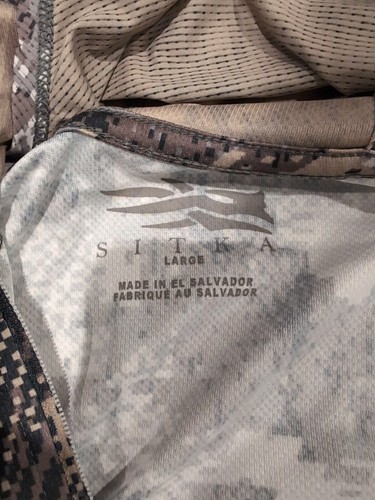 SITKA
LARGE
MADE IN EL SALVADOR
FABRIQUE AU SALVADOR